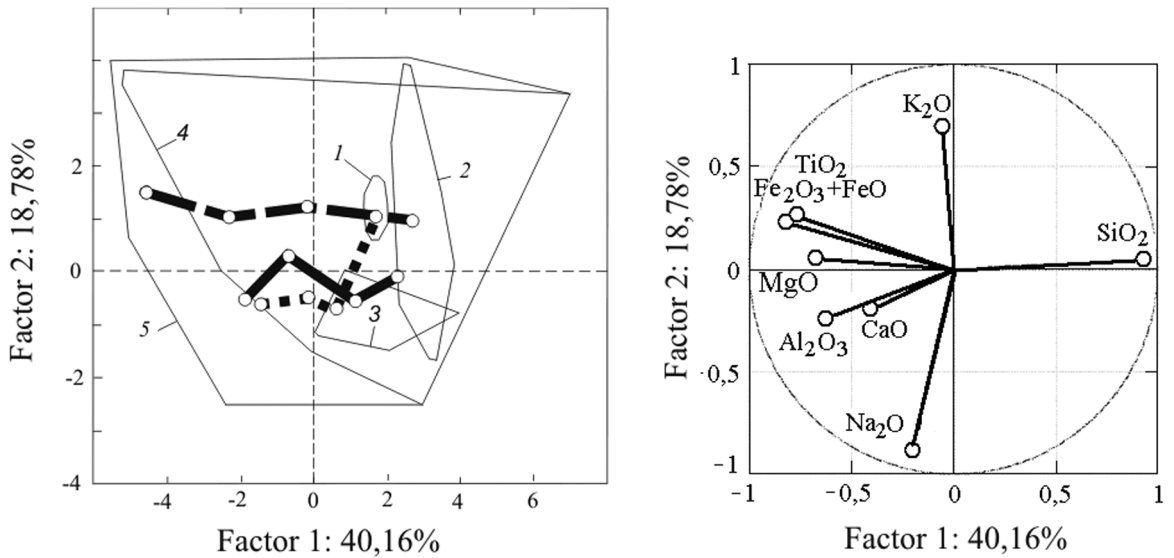 2
0
-2
-4
-4
-2
0
2
4
6
Factor 2: 18,78%
Factor 1: 40,16%
1
2
3
4
5
1
0,5
0
-0,5
-1
-1
-0,5
0
0,5
1
Factor 2: 18,78%
Factor 1: 40,16%
K₂O
TiO₂
Fe₂O₃+FeO
SiO₂
MgO
Al₂O₃
CaO
Na₂O